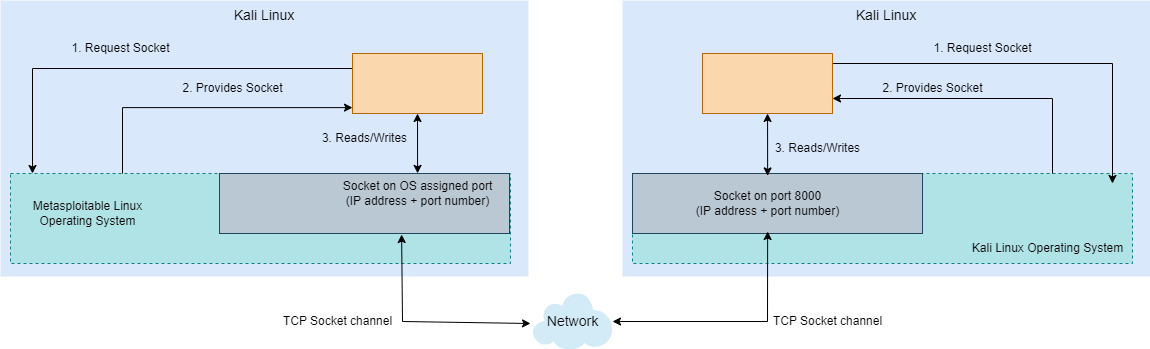 Kali Linux
1. Request Socket
2. Provides Socket
3. Reads/Writes
Socket on OS assigned port
(IP address + port number)
Metasploitable Linux
Operating System
TCP Socket channel
Network
Kali Linux
1. Request Socket
2. Provides Socket
3. Reads/Writes
Socket on port 8000
(IP address + port number)
Kali Linux Operating System
TCP Socket channel